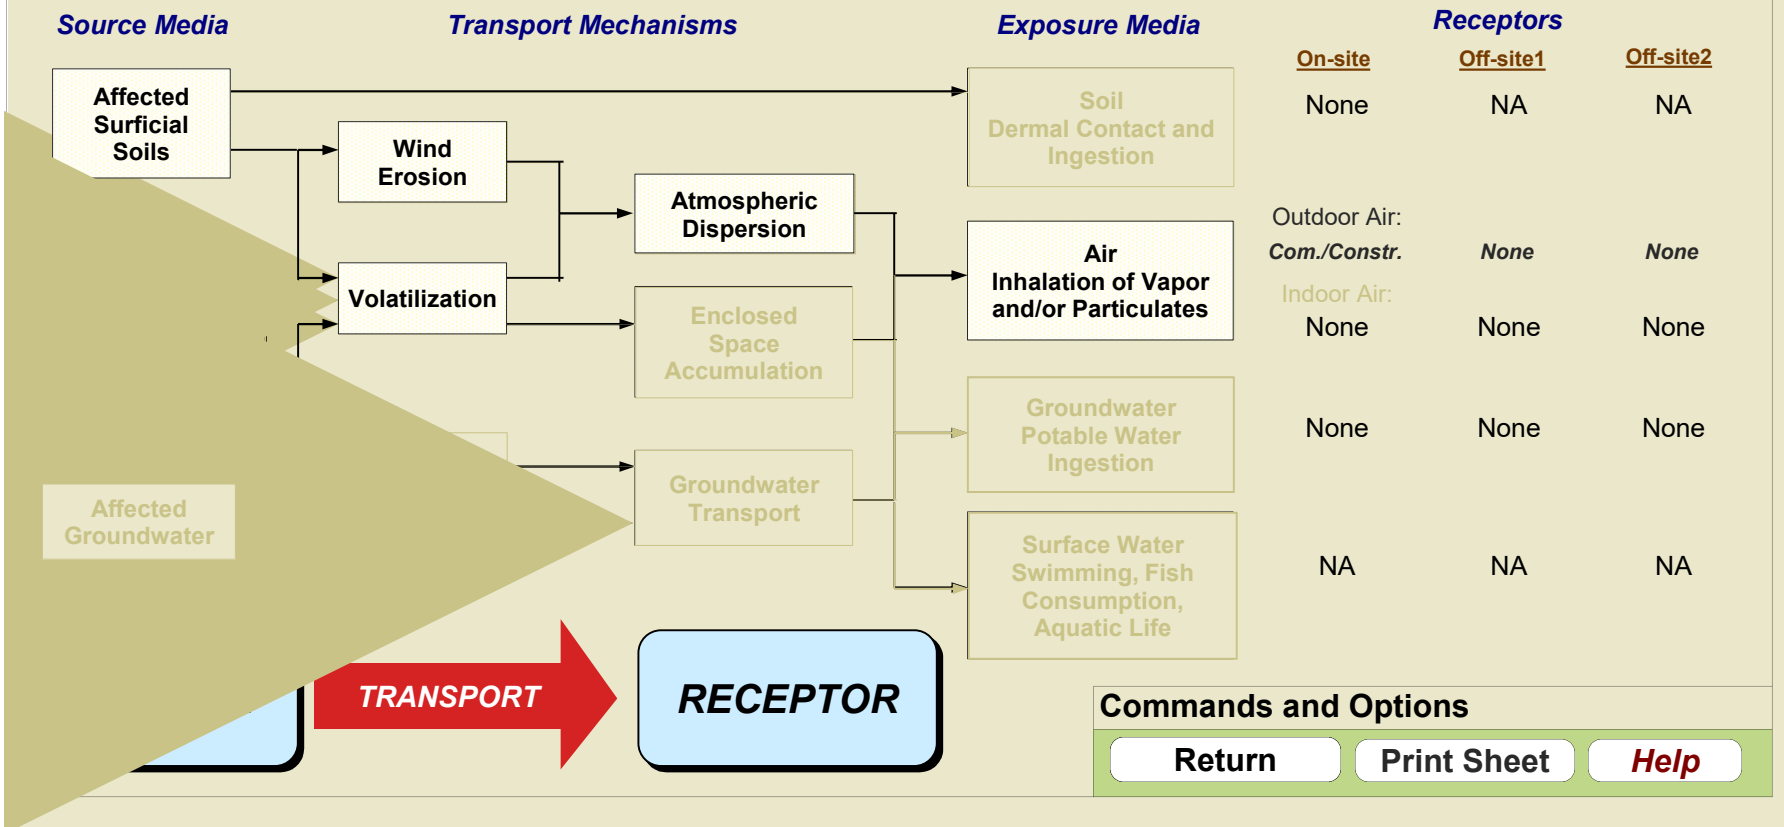 Source Media
Transport Mechanisms
Exposure Media
Receptors
On-site
Off-site1
Off-site2
Affected
Surficial
Soils
Wind
Erosion
Volatilization
Atmospheric
Dispersion
Enclosed
Space
Accumulation
Groundwater
Transport
Affected
Groundwater
Soil
Dermal Contact and
Ingestion
None
NA
NA
Air
Inhalation of Vapor
and/or Particulates
Outdoor Air:
Com./Constr.
None
None
Indoor Air:
None
None
None
Groundwater
Potable Water
Ingestion
None
None
None
Surface Water
Swimming, Fish
Consumption,
Aquatic Life
NA
NA
NA
TRANSPORT
RECEPTOR
Commands and Options
Return
Print Sheet
Help